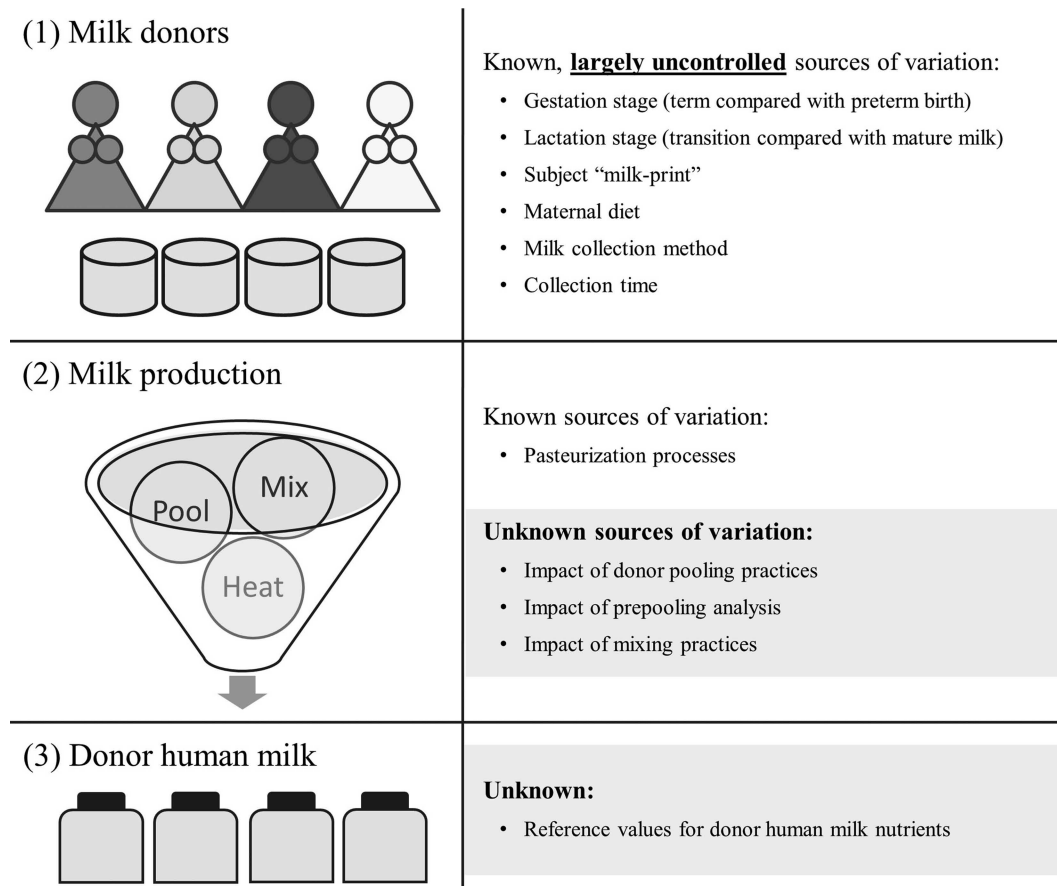 (1) Milk donors
Known, largely uncontrolled sources of variation:
• Gestation stage (term compared with preterm birth)
• Lactation stage (transition compared with mature milk)
• Subject “milk-print”
• Maternal diet
• Milk collection method
• Collection time
(2) Milk production
Pool
Mix
Heat
Known sources of variation:
• Pasteurization processes
Unknown sources of variation:
• Impact of donor pooling practices
• Impact of prepooling analysis
• Impact of mixing practices
(3) Donor human milk
Unknown:
• Reference values for donor human milk nutrients